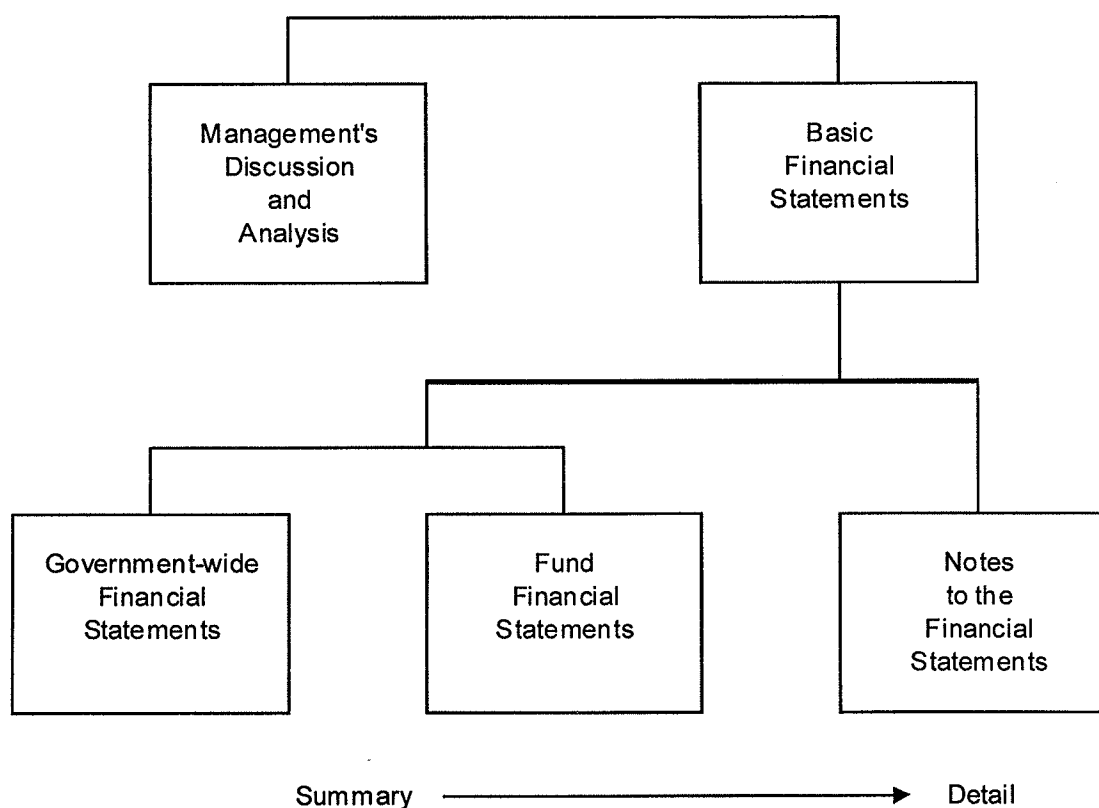 Management's
Discussion
and
Analysis
Basic
Financial
Statements
Government-wide
Financial
Statements
Fund
Financial
Statements
Notes
to the
Financial
Statements
Summary
Detail